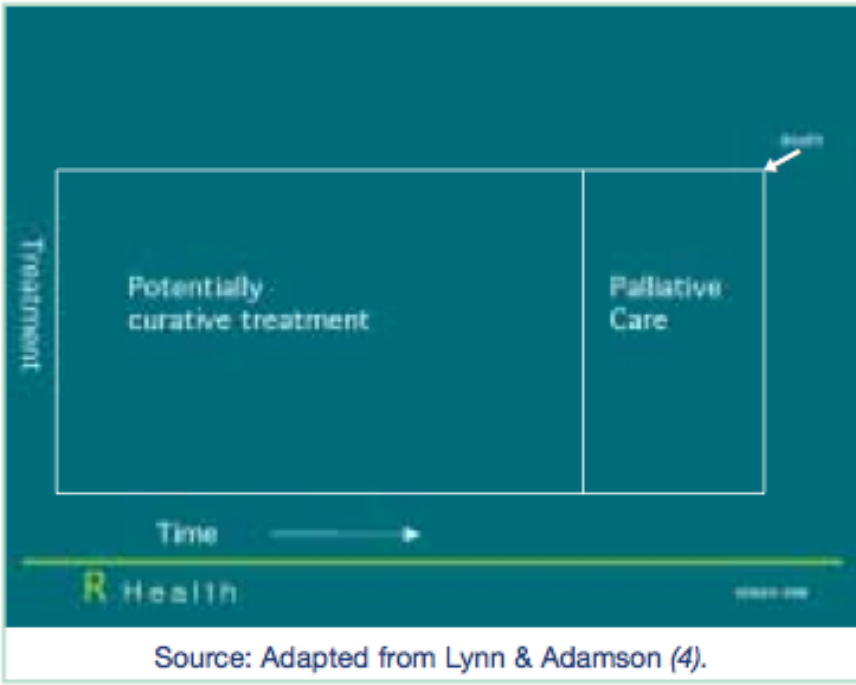 Treatment
Potentially
curative treatment
Palliative
Care
Time
R Health
Source: Adapted from Lynn & Adamson (4).